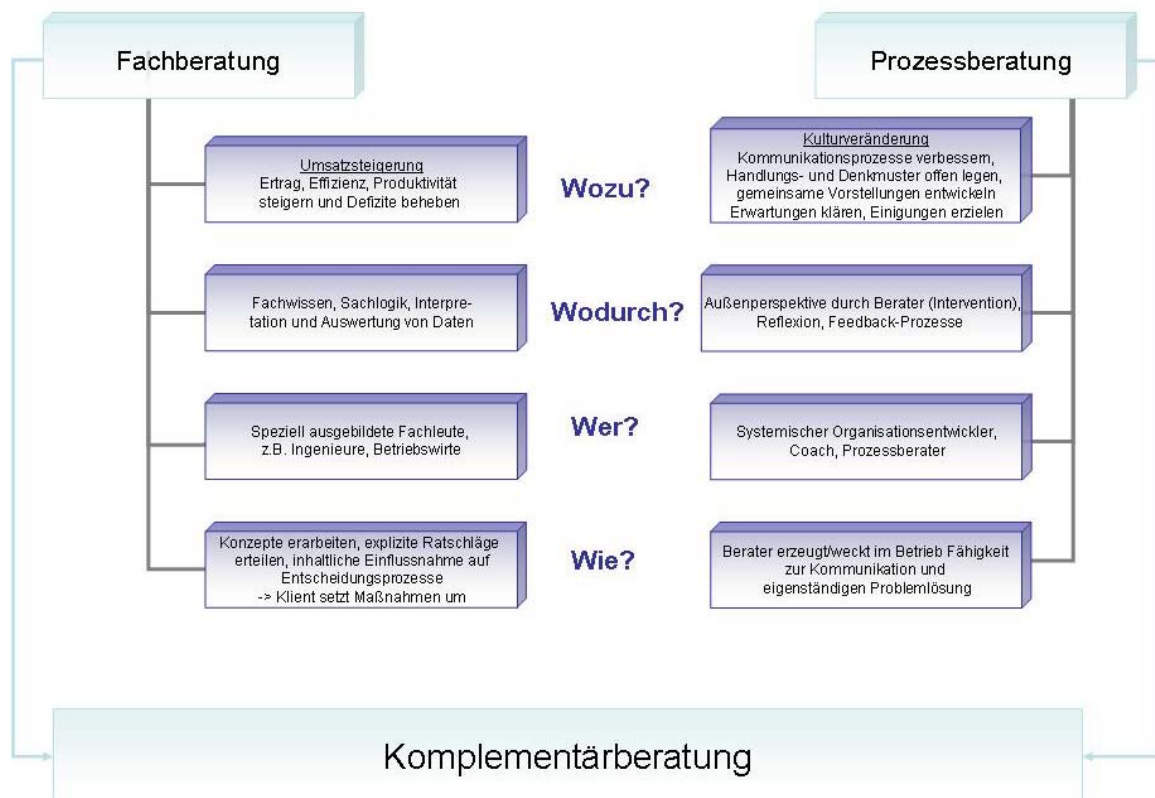 Fachberatung
Prozessberatung
Umsatzsteigerung
Ertrag, Effizienz, Produktivität
steigern und Defizite beheben
Wozu?
Kulturveränderung
Kommunikationsprozesse verbessern,
Handlungs- und Denkmuster offen legen,
gemeinsame Vorstellungen entwickeln
Erwartungen klären, Einigungen erzielen
Fachwissen, Sachlogik, Interpre-
tation und Auswertung von Daten
Wodurch?
Außenperspektive durch Berater (Intervention),
Reflexion, Feedback-Prozesse
Speziell ausgebildete Fachleute,
z.B. Ingenieure, Betriebswirte
Wer?
Systemischer Organisationsentwickler,
Coach, Prozessberater
Konzepte erarbeiten, explizite Ratschläge
erteilen, inhaltliche Einflussnahme auf
Entscheidungsprozesse
-> Klient setzt Maßnahmen um
Wie?
Berater erzeugt/weckt im Betrieb Fähigkeit
zur Kommunikation und
eigenständigen Problemlösung
Komplementärberatung